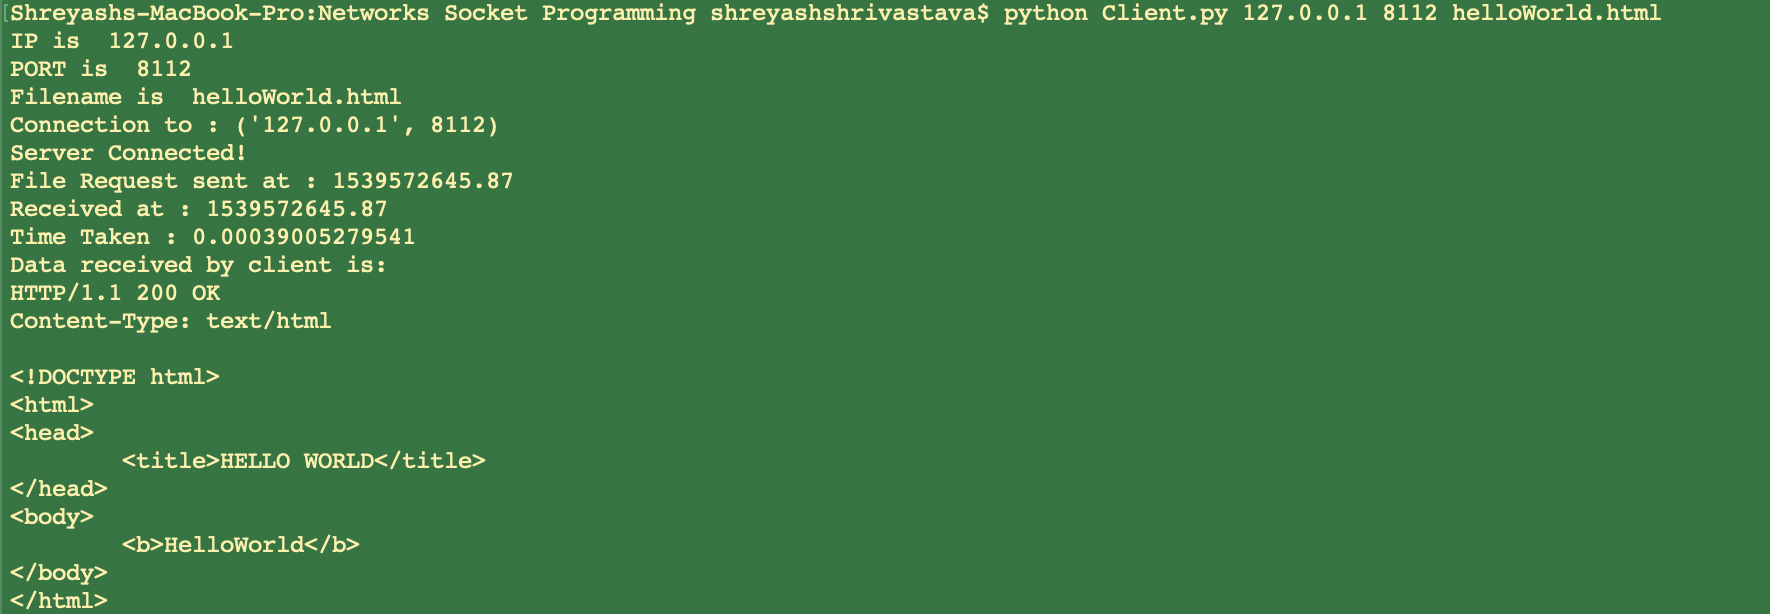 [Shreyashs-MacBook-Pro:Networks Socket Programming shreyashshrivastava$ python Client.py 127.0.0.1 8112 helloWorld.html
IP is  127.0.0.1
PORT is  8112
Filename is  helloWorld.html
Connection to : ('127.0.0.1', 8112)
Server Connected!
File Request sent at : 1539572645.87
Received at : 1539572645.87
Time Taken : 0.00039005279541
Data received by client is:
HTTP/1.1 200 OK
Content-Type: text/html

<!DOCTYPE html>
<html>
<head>
        <title>HELLO WORLD</title>
</head>
<body>
        <b>HelloWorld</b>
</body>
</html>